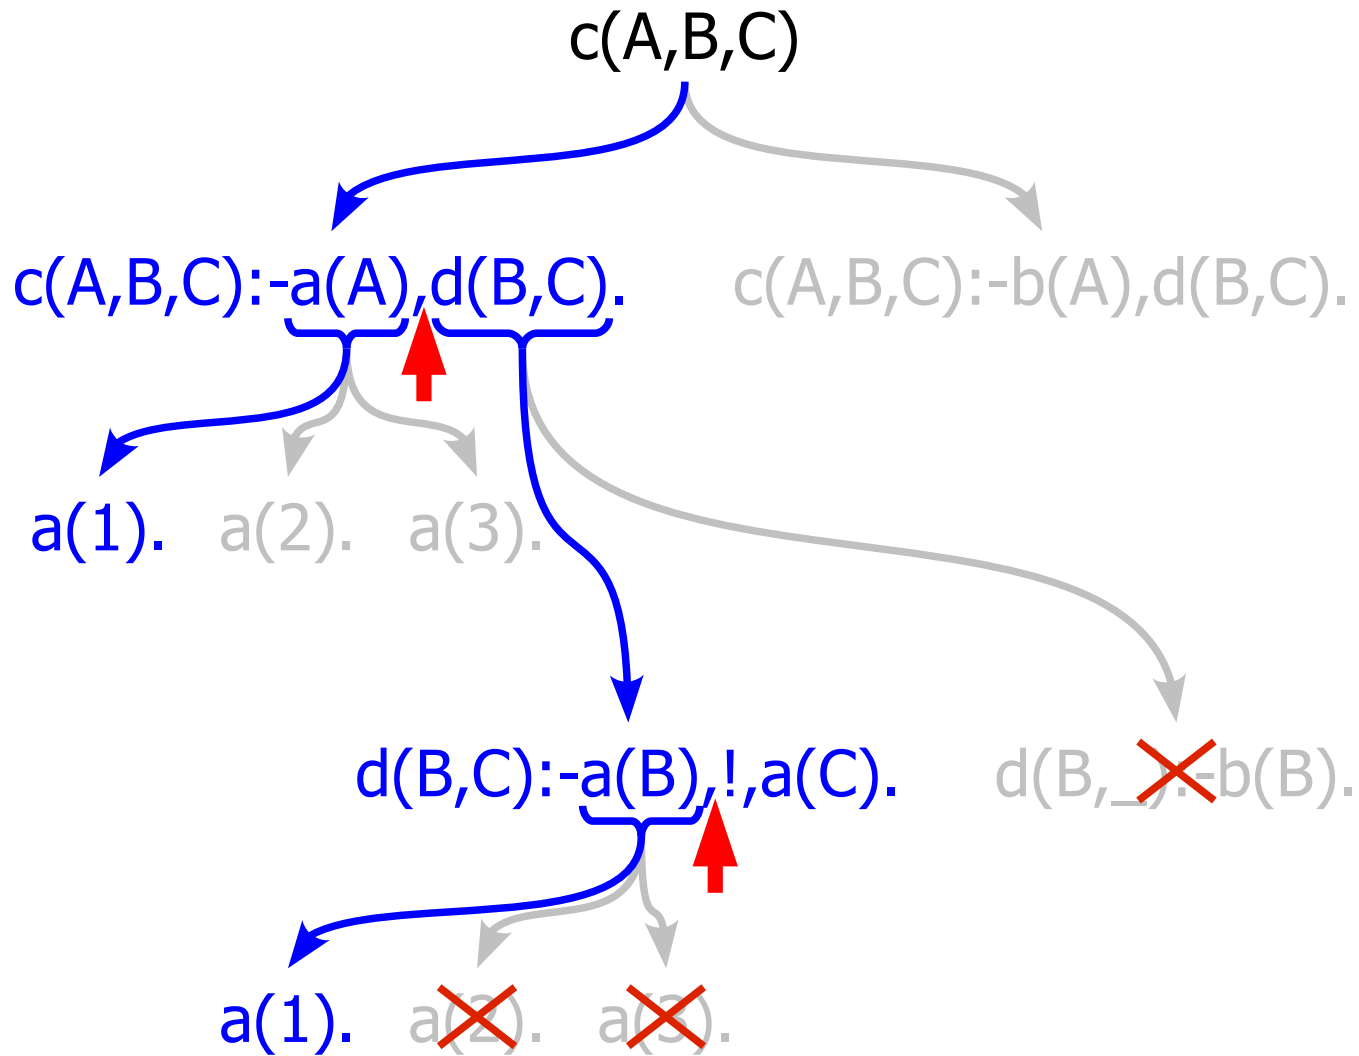 c(A,B,C)
c(A,B,C):-a(A),d(B,C). c(A,B,C):-b(A),d(B,C).
a(1). a(2). a(3).
d(B,C):-a(B),!,a(C). d(B,_):-b(B).
a(1). a(2). a(3).